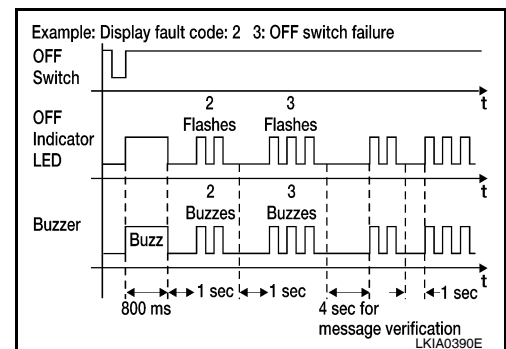 Example: Display fault code: 2 3: OFF switch failure
OFF
Switch
t
OFF
Indicator
LED
2
Flashes
3
Flashes
t
Buzzer
2
Buzzes
3
Buzzes
Buzz
t
800 ms
1 sec
1 sec
4 sec for
message verification
1 sec
LKIA0390E